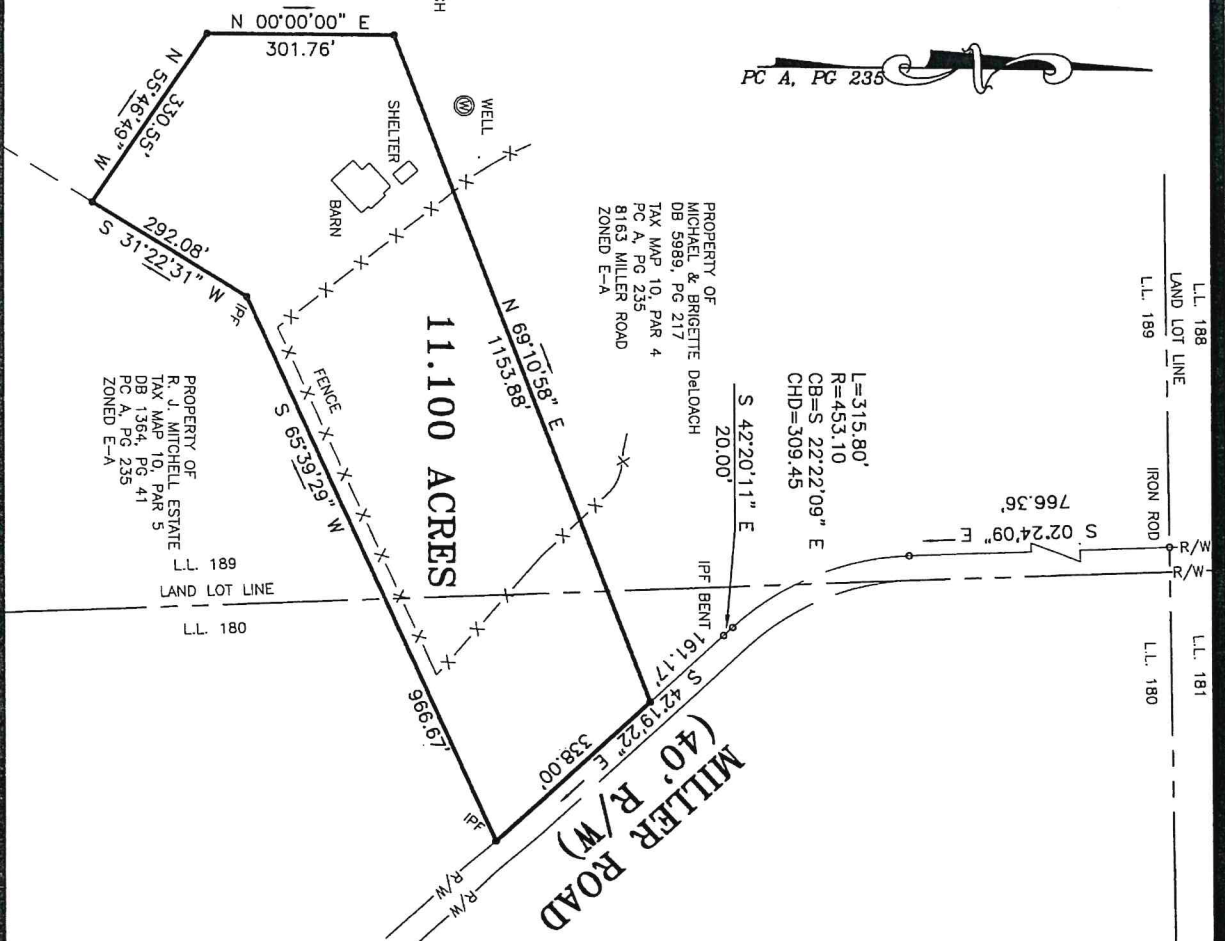 N 00°00'00" E
301.76'
PC A, PG 235
L.L. 188
LAND LOT LINE
L.L. 189
IRON ROD
R/W
R/W
L.L. 181
L.L. 180
S 02°24'09" E
766.36'
L=315.80'
R=453.10
CB=S 22°22'09" E
CHD=309.45
S 42°20'11" E
20.00'
IPF BENT
161.17'
S 42°19'22" E
338.00'
MILLER ROAD
(40' R/W)
R/W
R/W
IPF
PROPERTY OF
MICHAEL & BRIGETTE DeLOACH
DB 5989, PG 217
TAX MAP 10, PAR 4
PC A, PG 235
8163 MILLER ROAD
ZONED E-A
N 69°10'58" E
1153.88'
WELL
W
SHELTER
BARN
N 55°46'49" W
330.55'
292.08'
S 31°22'31" W
IPF
FENCE
11.100 ACRES
S 65°39'29" W
966.67'
PROPERTY OF
R. J. MITCHELL ESTATE
TAX MAP 10, PAR 5
DB 1364, PG 41
PC A, PG 235
ZONED E-A
L.L. 189
LAND LOT LINE
L.L. 180